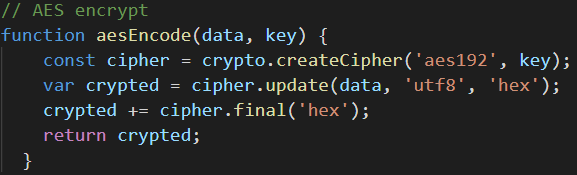 // AES encrypt
function aesEncode(data, key) {
    const cipher = crypto.createCipher('aes192', key);
    var crypted = cipher.update(data, 'utf8', 'hex');
    crypted += cipher.final('hex');
    return crypted;
  }